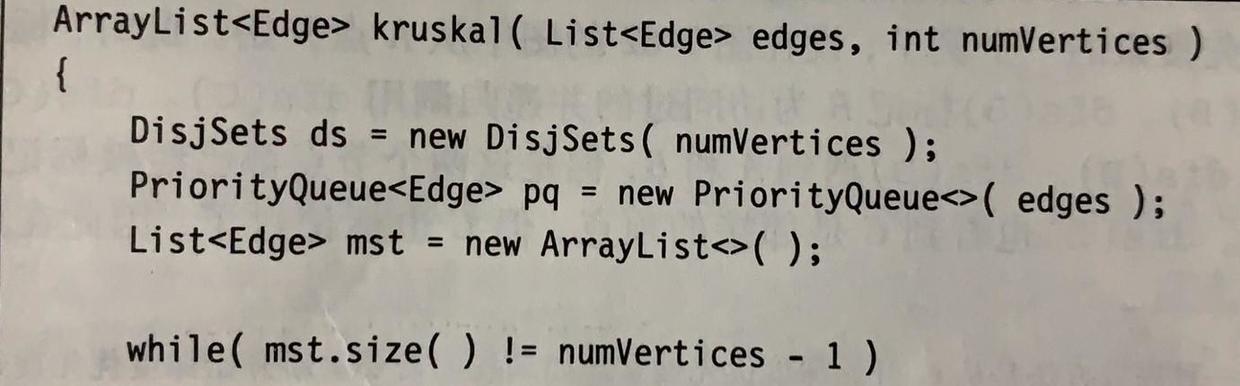 ArrayList<Edge> kruskal( List<Edge> edges, int numVertices )
{
DisjSets ds = new DisjSets( numVertices );
PriorityQueue<Edge> pq = new PriorityQueue<>( edges );
List<Edge> mst = new ArrayList<>( );
while( mst.size( ) != numVertices - 1 )